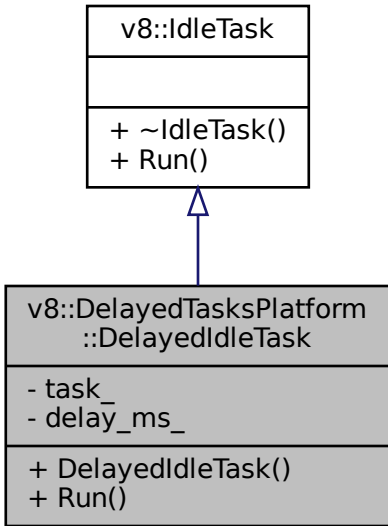 v8::IdleTask
+ ~IdleTask()
+ Run()
v8::DelayedTasksPlatform
::DelayedIdleTask
- task_
- delay_ms_
+ DelayedIdleTask()
+ Run()